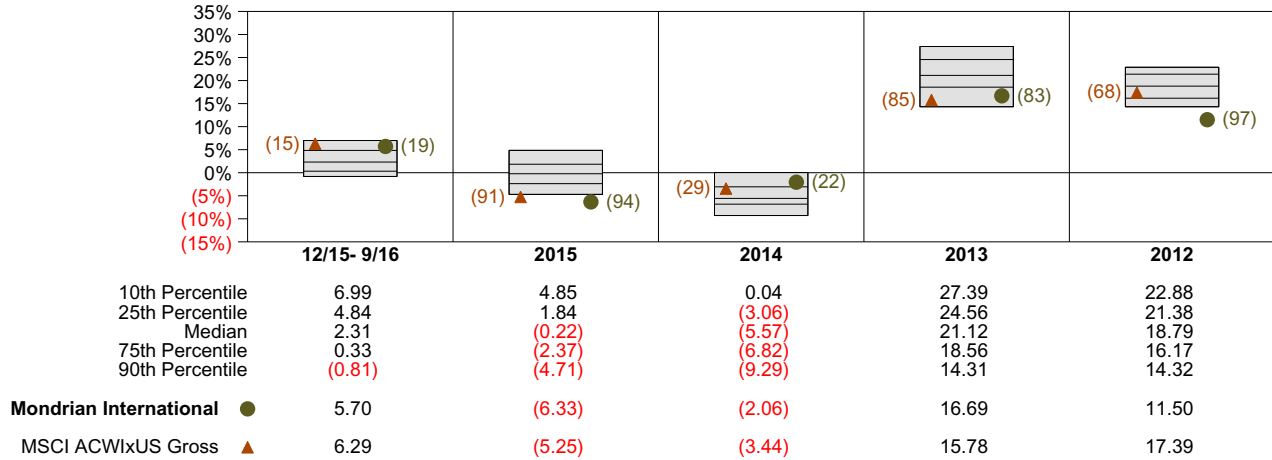 35%
30%
25%
20%
15%
10%
5%
0%
(5%)
(10%)
(15%)
(15) (19)
(91) (94)
(29) (22)
(85) (83)
(68) (97)
12/15- 9/16 2015 2014 2013 2012
10th Percentile 6.99 4.85 0.04 27.39 22.88
25th Percentile 4.84 1.84 (3.06) 24.56 21.38
Median 2.31 (0.22) (5.57) 21.12 18.79
75th Percentile 0.33 (2.37) (6.82) 18.56 16.17
90th Percentile (0.81) (4.71) (9.29) 14.31 14.32
Mondrian International 5.70 (6.33) (2.06) 16.69 11.50
MSCI ACWIxUS Gross 6.29 (5.25) (3.44) 15.78 17.39